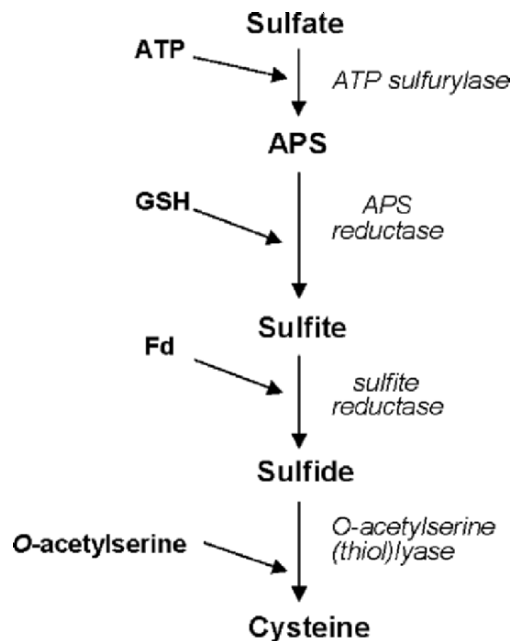 Sulfate
ATP
ATP sulfurylase
APS
GSH
APS
reductase
Sulfite
Fd
sulfite
reductase
Sulfide
O-acetylserine
O-acetylserine
(thiol)lyase
Cysteine